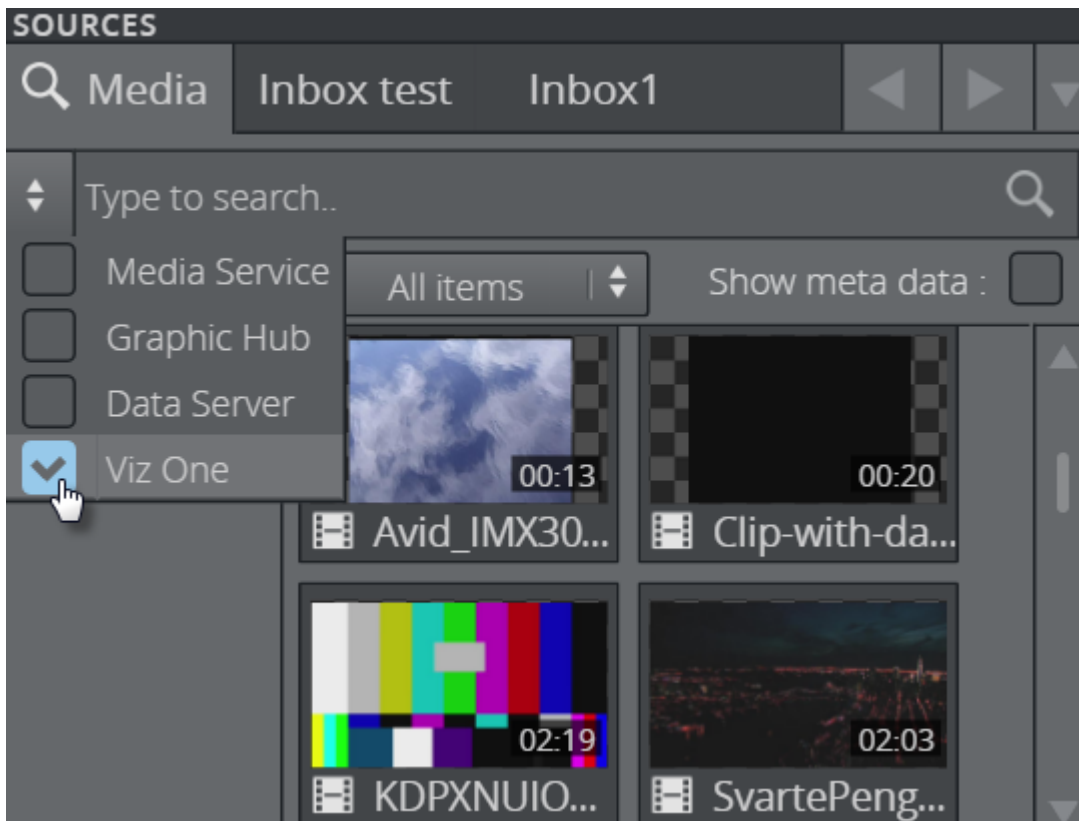 SOURCES
Media Inbox test Inbox1
Type to search..
Media Service
All items Show meta data :
Graphic Hub
Data Server
Viz One
00:13 00:20
Avid_IMX30... Clip-with-da...
02:19 02:03
KDPXNUIO... SvartePeng...